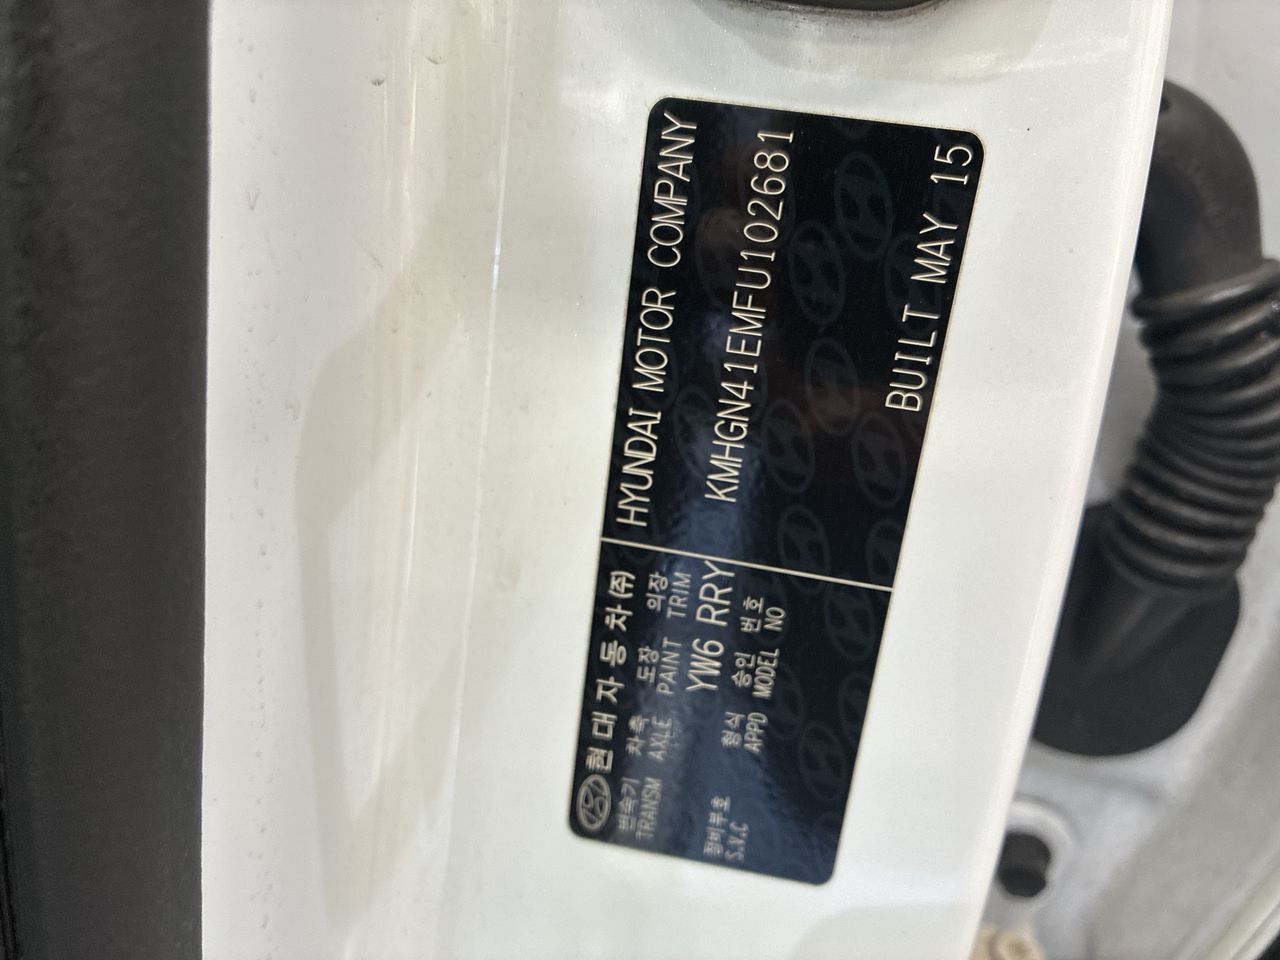 현대자동차(주)
변속기 차축 도장 의장
TRANSM AXLE PAINT TRIM
YW6 RRY
정비부호 형식 승인 번호
S.V.C APPD MODEL NO
HYUNDAI MOTOR COMPANY
KMHGN41EMFU102681
BUILT MAY 15